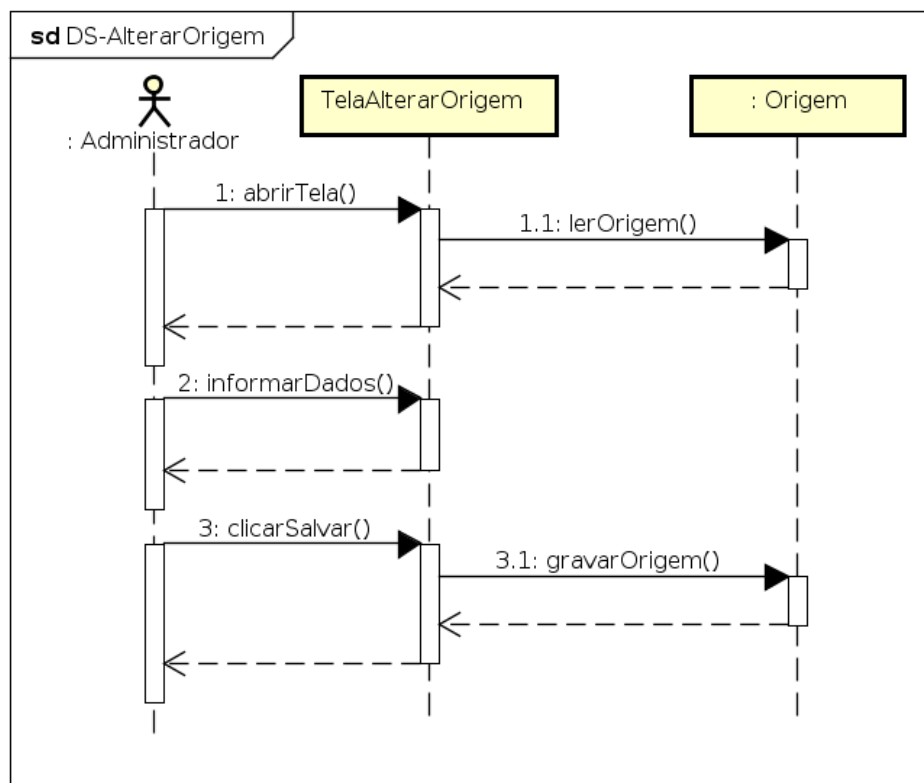 sd DS-AlterarOrigem
: Administrador
TelaAlterarOrigem
: Origem
1: abrirTela()
1.1: lerOrigem()
2: informarDados()
3: clicarSalvar()
3.1: gravarOrigem()